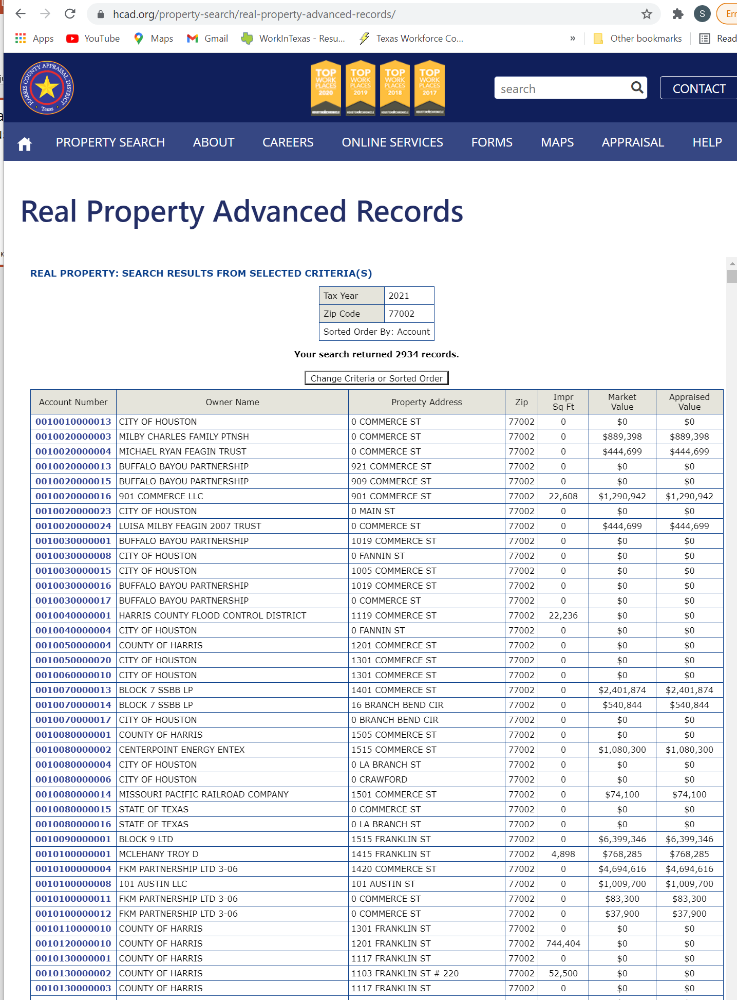 hcad.org/property-search/real-property-advanced-records/
S
Err
Apps YouTube Maps Gmail WorkInTexas - Resu... Texas Workforce Co... » Other bookmarks Read
HARRIS COUNTY APPRAISAL DISTRICT
Texas
TOP WORK PLACES 2020
TOP WORK PLACES 2019
TOP WORK PLACES 2018
TOP WORK PLACES 2017
search
CONTACT
PROPERTY SEARCH ABOUT CAREERS ONLINE SERVICES FORMS MAPS APPRAISAL HELP
Real Property Advanced Records
REAL PROPERTY: SEARCH RESULTS FROM SELECTED CRITERIA(S)
Tax Year 2021
Zip Code 77002
Sorted Order By: Account
Your search returned 2934 records.
Change Criteria or Sorted Order
Account Number Owner Name Property Address Zip Impr Sq Ft Market Value Appraised Value
0010010000013 CITY OF HOUSTON 0 COMMERCE ST 77002 0 $0 $0
0010020000003 MILBY CHARLES FAMILY PTNSH 0 COMMERCE ST 77002 0 $889,398 $889,398
0010020000004 MICHAEL RYAN FEAGIN TRUST 0 COMMERCE ST 77002 0 $444,699 $444,699
0010020000013 BUFFALO BAYOU PARTNERSHIP 921 COMMERCE ST 77002 0 $0 $0
0010020000015 BUFFALO BAYOU PARTNERSHIP 909 COMMERCE ST 77002 0 $0 $0
0010020000016 901 COMMERCE LLC 901 COMMERCE ST 77002 22,608 $1,290,942 $1,290,942
0010020000023 CITY OF HOUSTON 0 MAIN ST 77002 0 $0 $0
0010020000024 LUISA MILBY FEAGIN 2007 TRUST 0 COMMERCE ST 77002 0 $444,699 $444,699
0010030000001 BUFFALO BAYOU PARTNERSHIP 1019 COMMERCE ST 77002 0 $0 $0
0010030000008 CITY OF HOUSTON 0 FANNIN ST 77002 0 $0 $0
0010030000015 CITY OF HOUSTON 1005 COMMERCE ST 77002 0 $0 $0
0010030000016 BUFFALO BAYOU PARTNERSHIP 1019 COMMERCE ST 77002 0 $0 $0
0010030000017 BUFFALO BAYOU PARTNERSHIP 0 COMMERCE ST 77002 0 $0 $0
0010040000001 HARRIS COUNTY FLOOD CONTROL DISTRICT 1119 COMMERCE ST 77002 22,236 $0 $0
0010040000004 CITY OF HOUSTON 0 FANNIN ST 77002 0 $0 $0
0010050000004 COUNTY OF HARRIS 1201 COMMERCE ST 77002 0 $0 $0
0010050000020 CITY OF HOUSTON 1301 COMMERCE ST 77002 0 $0 $0
0010060000010 CITY OF HOUSTON 1301 COMMERCE ST 77002 0 $0 $0
0010070000013 BLOCK 7 SSBB LP 1401 COMMERCE ST 77002 0 $2,401,874 $2,401,874
0010070000014 BLOCK 7 SSBB LP 16 BRANCH BEND CIR 77002 0 $540,844 $540,844
0010070000017 CITY OF HOUSTON 0 BRANCH BEND CIR 77002 0 $0 $0
0010080000001 COUNTY OF HARRIS 1505 COMMERCE ST 77002 0 $0 $0
0010080000002 CENTERPOINT ENERGY ENTEX 1515 COMMERCE ST 77002 0 $1,080,300 $1,080,300
0010080000004 CITY OF HOUSTON 0 LA BRANCH ST 77002 0 $0 $0
0010080000006 CITY OF HOUSTON 0 CRAWFORD 77002 0 $0 $0
0010080000014 MISSOURI PACIFIC RAILROAD COMPANY 1501 COMMERCE ST 77002 0 $74,100 $74,100
0010080000015 STATE OF TEXAS 0 COMMERCE ST 77002 0 $0 $0
0010080000016 STATE OF TEXAS 0 LA BRANCH ST 77002 0 $0 $0
0010090000001 BLOCK 9 LTD 1515 FRANKLIN ST 77002 0 $6,399,346 $6,399,346
0010100000001 MCLEHANY TROY D 1415 FRANKLIN ST 77002 4,898 $768,285 $768,285
0010100000004 FKM PARTNERSHIP LTD 3-06 1420 COMMERCE ST 77002 0 $4,694,616 $4,694,616
0010100000008 101 AUSTIN LLC 101 AUSTIN ST 77002 0 $1,009,700 $1,009,700
0010100000011 FKM PARTNERSHIP LTD 3-06 0 COMMERCE ST 77002 0 $83,300 $83,300
0010100000012 FKM PARTNERSHIP LTD 3-06 0 COMMERCE ST 77002 0 $37,900 $37,900
0010110000010 COUNTY OF HARRIS 1301 FRANKLIN ST 77002 0 $0 $0
0010120000010 COUNTY OF HARRIS 1201 FRANKLIN ST 77002 744,404 $0 $0
0010130000001 COUNTY OF HARRIS 1117 FRANKLIN ST 77002 0 $0 $0
0010130000002 COUNTY OF HARRIS 1103 FRANKLIN ST # 220 77002 52,500 $0 $0
0010130000003 COUNTY OF HARRIS 1117 FRANKLIN ST 77002 0 $0 $0